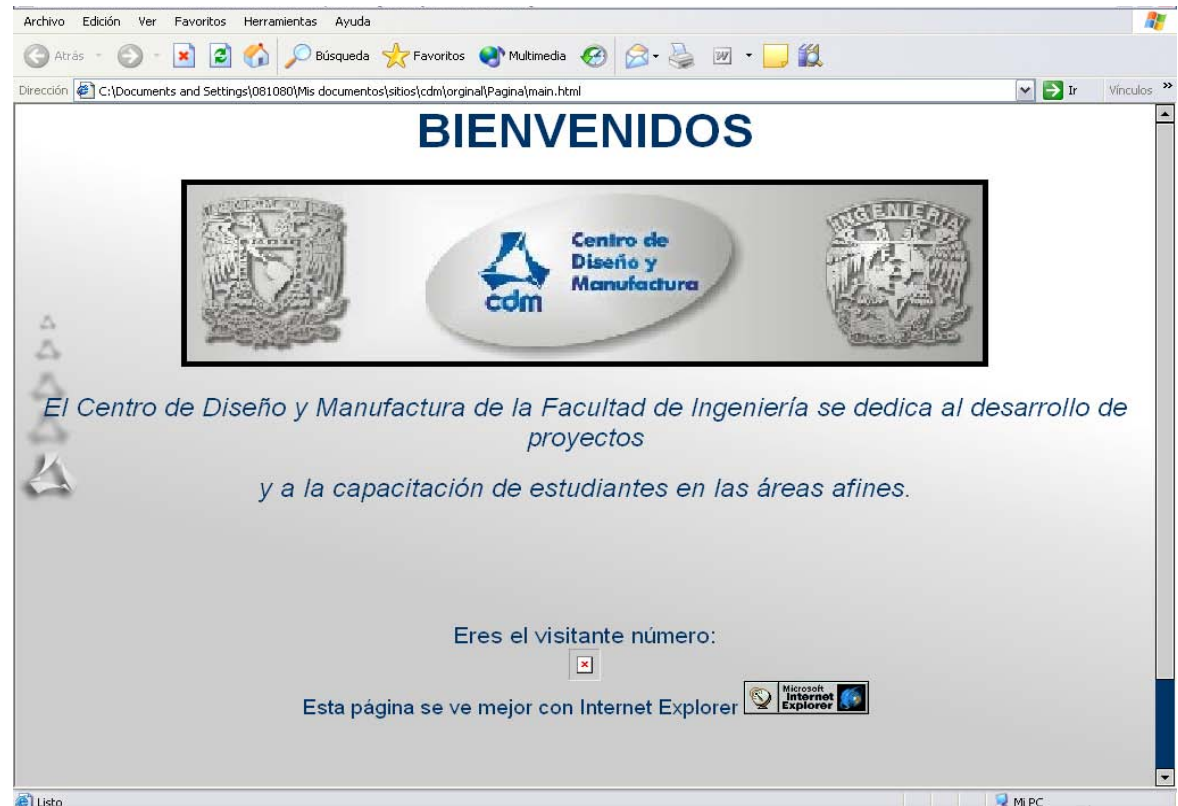 Archivo Edición Ver Favoritos Herramientas Ayuda
Atrás Búsqueda Favoritos Multimedia
Dirección C:\Documents and Settings\081080\Mis documentos\sitios\cdm\orginal\Pagina\main.html Ir Vínculos »
BIENVENIDOS
INGENIERIA
Centro de
Diseño y
Manufactura
cdm
El Centro de Diseño y Manufactura de la Facultad de Ingeniería se dedica al desarrollo de
proyectos
y a la capacitación de estudiantes en las áreas afines.
Eres el visitante número:
Esta página se ve mejor con Internet Explorer
Microsoft
Internet
Explorer
Listo Mi PC